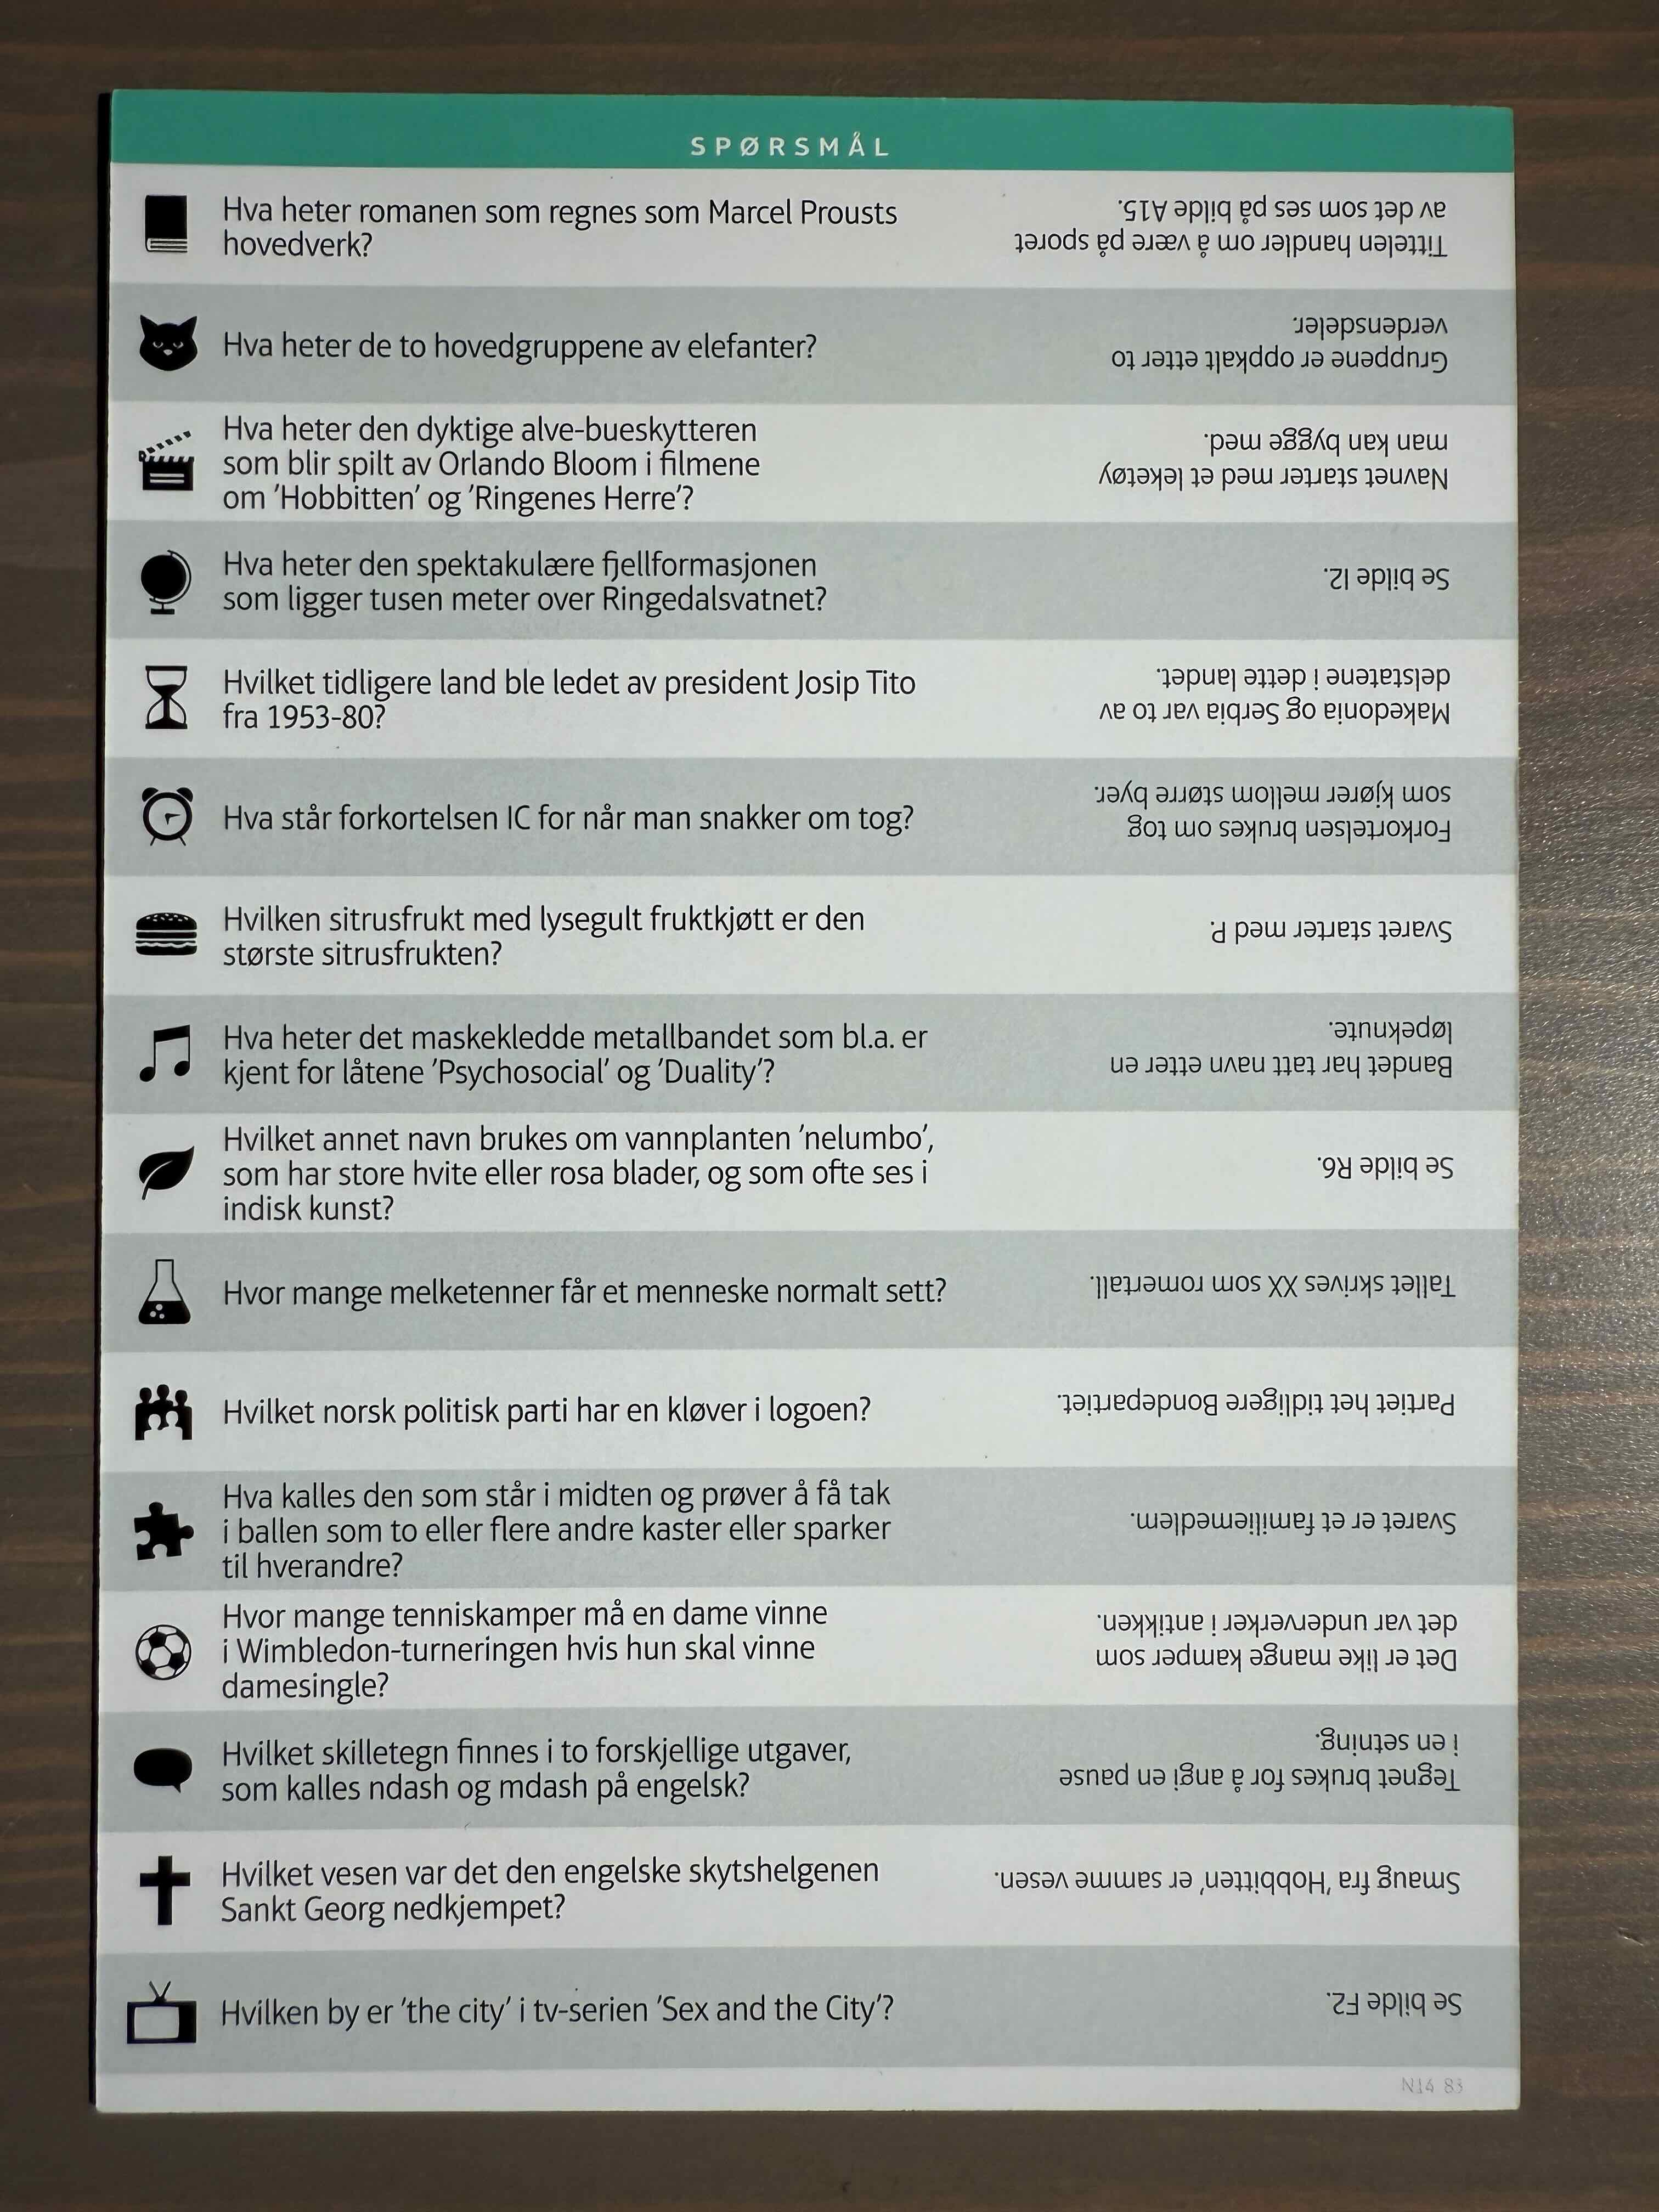 SPØRSMÅL
Hva heter romanen som regnes som Marcel Prousts
hovedverk?
Tittelen handler om å være på sporet
av det som ses på bilde A15.
Hva heter de to hovedgruppene av elefanter?
Gruppene er oppkalt etter to
verdensdeler.
Hva heter den dyktige alve-bueskytteren
som blir spilt av Orlando Bloom i filmene
om 'Hobbitten' og 'Ringenes Herre'?
Navnet starter med et leketøy
man kan bygge med.
Hva heter den spektakulære fjellformasjonen
som ligger tusen meter over Ringedalsvatnet?
Se bilde I2.
Hvilket tidligere land ble ledet av president Josip Tito
fra 1953-80?
Makedonia og Serbia var to av
delstatene i dette landet.
Hva står forkortelsen IC for når man snakker om tog?
Forkortelsen brukes om tog
som kjører mellom større byer.
Hvilken sitrusfrukt med lysegult fruktkjøtt er den
største sitrusfrukten?
Svaret starter med P.
Hva heter det maskekledde metallbandet som bl.a. er
kjent for låtene 'Psychosocial' og 'Duality'?
Bandet har tatt navn etter en
løpeknute.
Hvilket annet navn brukes om vannplanten 'nelumbo',
som har store hvite eller rosa blader, og som ofte ses i
indisk kunst?
Se bilde R6.
Hvor mange melketenner får et menneske normalt sett?
Tallet skrives XX som romertall.
Hvilket norsk politisk parti har en kløver i logoen?
Partiet het tidligere Bondepartiet.
Hva kalles den som står i midten og prøver å få tak
i ballen som to eller flere andre kaster eller sparker
til hverandre?
Svaret er et familiemedlem.
Hvor mange tenniskamper må en dame vinne
i Wimbledon-turneringen hvis hun skal vinne
damesingle?
Det er like mange kamper som
det var underverker i antikken.
Hvilket skilletegn finnes i to forskjellige utgaver,
som kalles ndash og mdash på engelsk?
Tegnet brukes for å angi en pause
i en setning.
Hvilket vesen var det den engelske skytshelgenen
Sankt Georg nedkjempet?
Smaug fra 'Hobbitten' er samme vesen.
Hvilken by er 'the city' i tv-serien 'Sex and the City'?
Se bilde F2.
N14 83